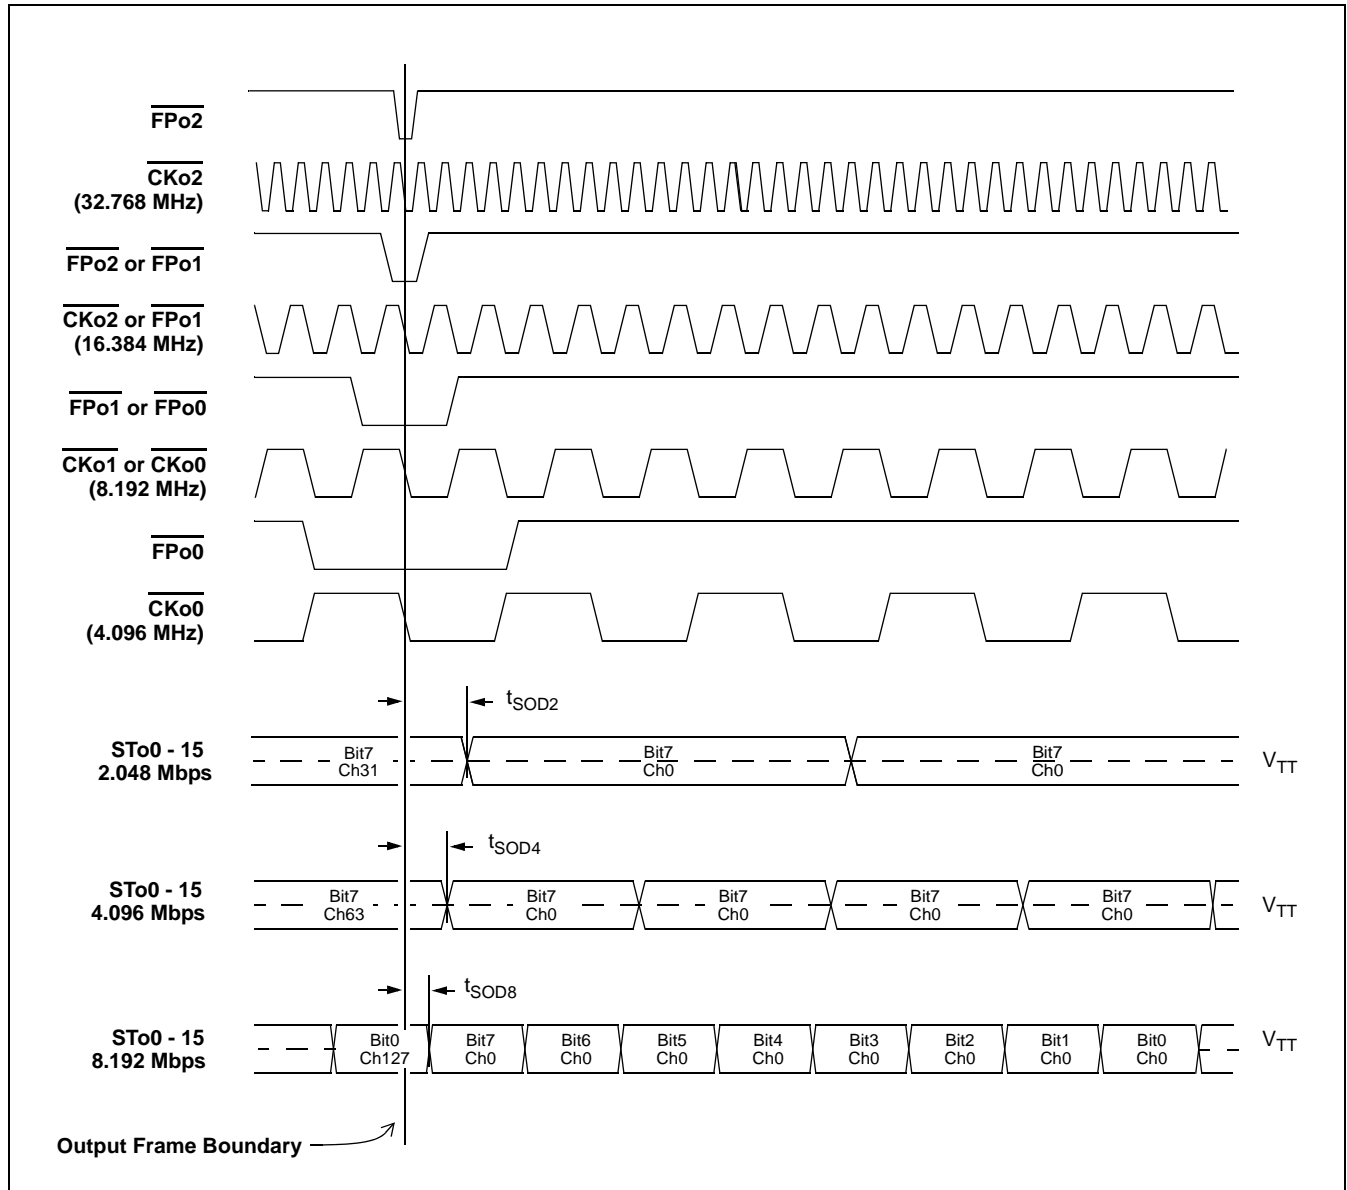 FPo2
CKo2
(32.768 MHz)
FPo2 or FPo1
CKo2 or FPo1
(16.384 MHz)
FPo1 or FPo0
CKo1 or CKo0
(8.192 MHz)
FPo0
CKo0
(4.096 MHz)
tSOD2
STo0 - 15
2.048 Mbps
Bit7
Ch31
Bit7
Ch0
Bit7
Ch0
VTT
tSOD4
STo0 - 15
4.096 Mbps
Bit7
Ch63
Bit7
Ch0
Bit7
Ch0
Bit7
Ch0
Bit7
Ch0
VTT
tSOD8
STo0 - 15
8.192 Mbps
Bit0
Ch127
Bit7
Ch0
Bit6
Ch0
Bit5
Ch0
Bit4
Ch0
Bit3
Ch0
Bit2
Ch0
Bit1
Ch0
Bit0
Ch0
VTT
Output Frame Boundary